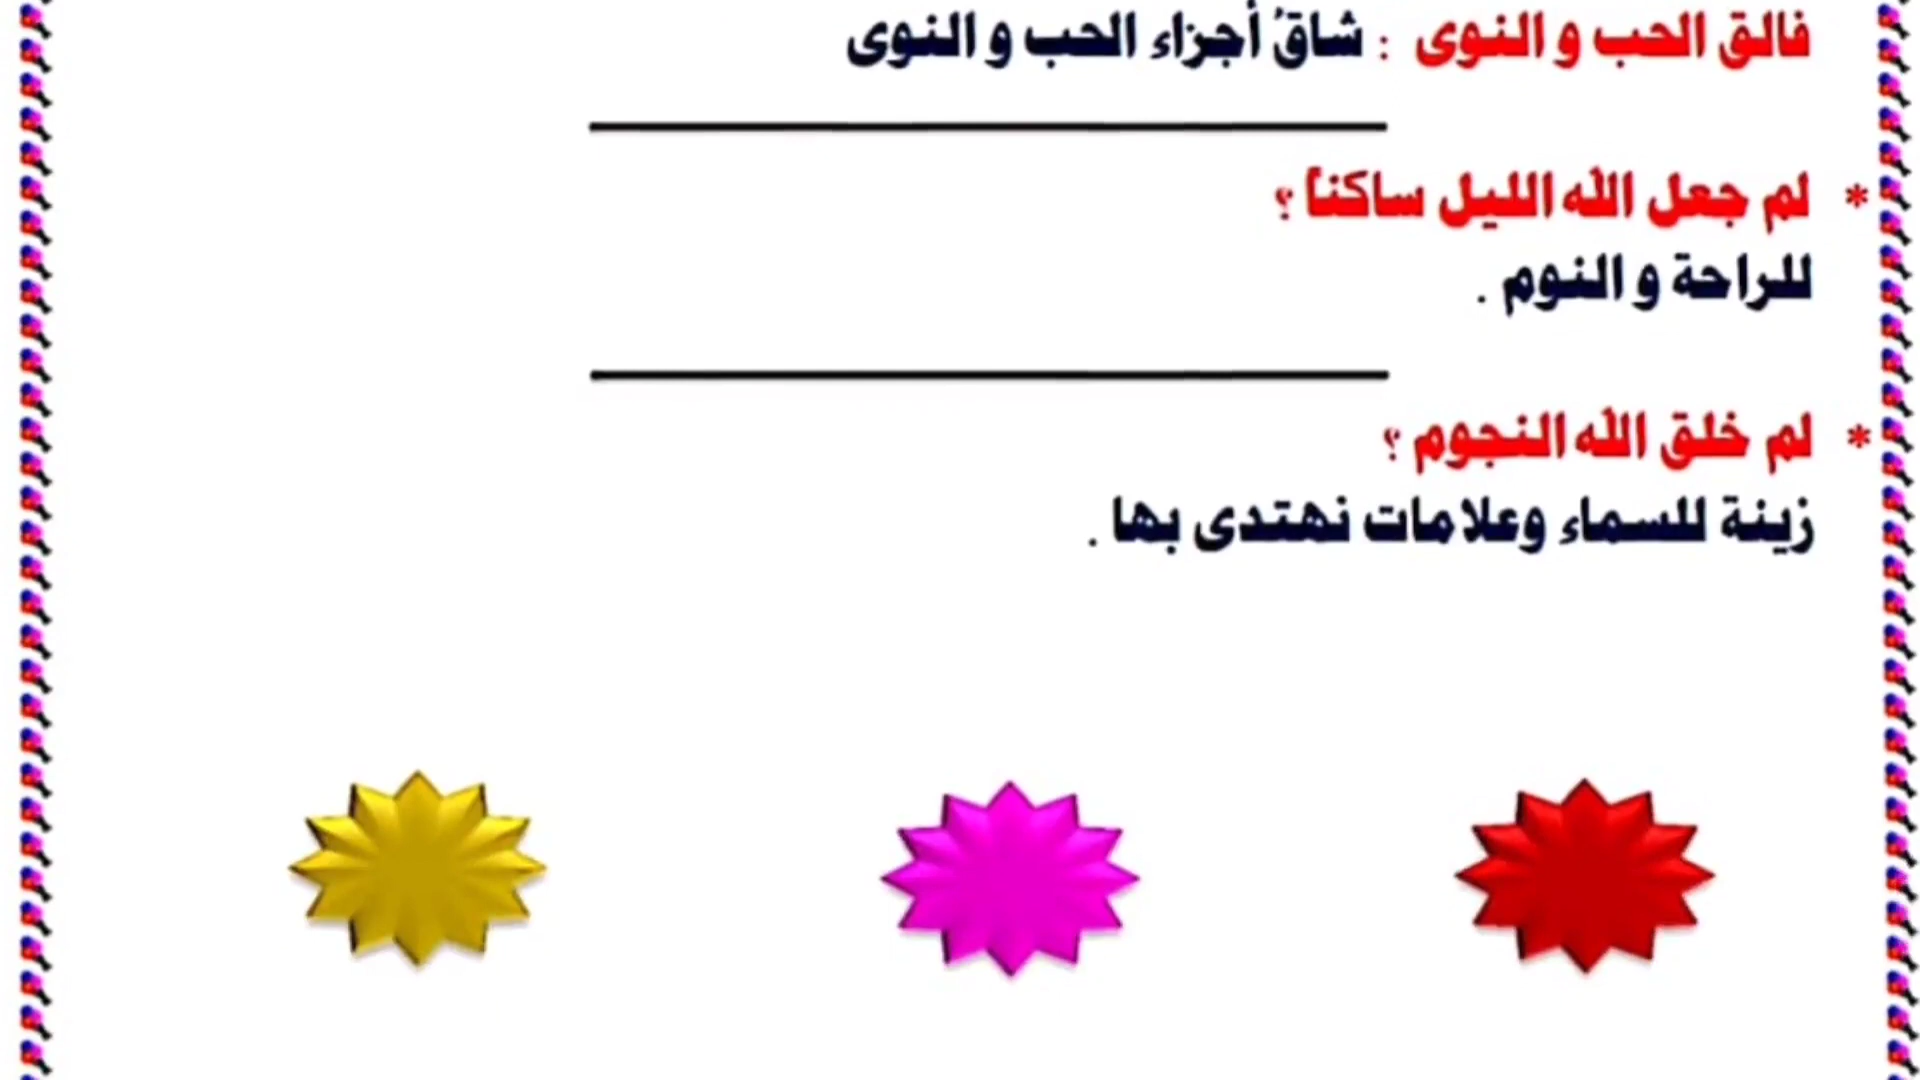 فالق الحب و النوى : شاقُ أجزاء الحب و النوى
* لم جعل الله الليل ساكناً ؟
للراحة و النوم .
* لم خلق الله النجوم ؟
زينة للسماء وعلامات نهتدى بها .